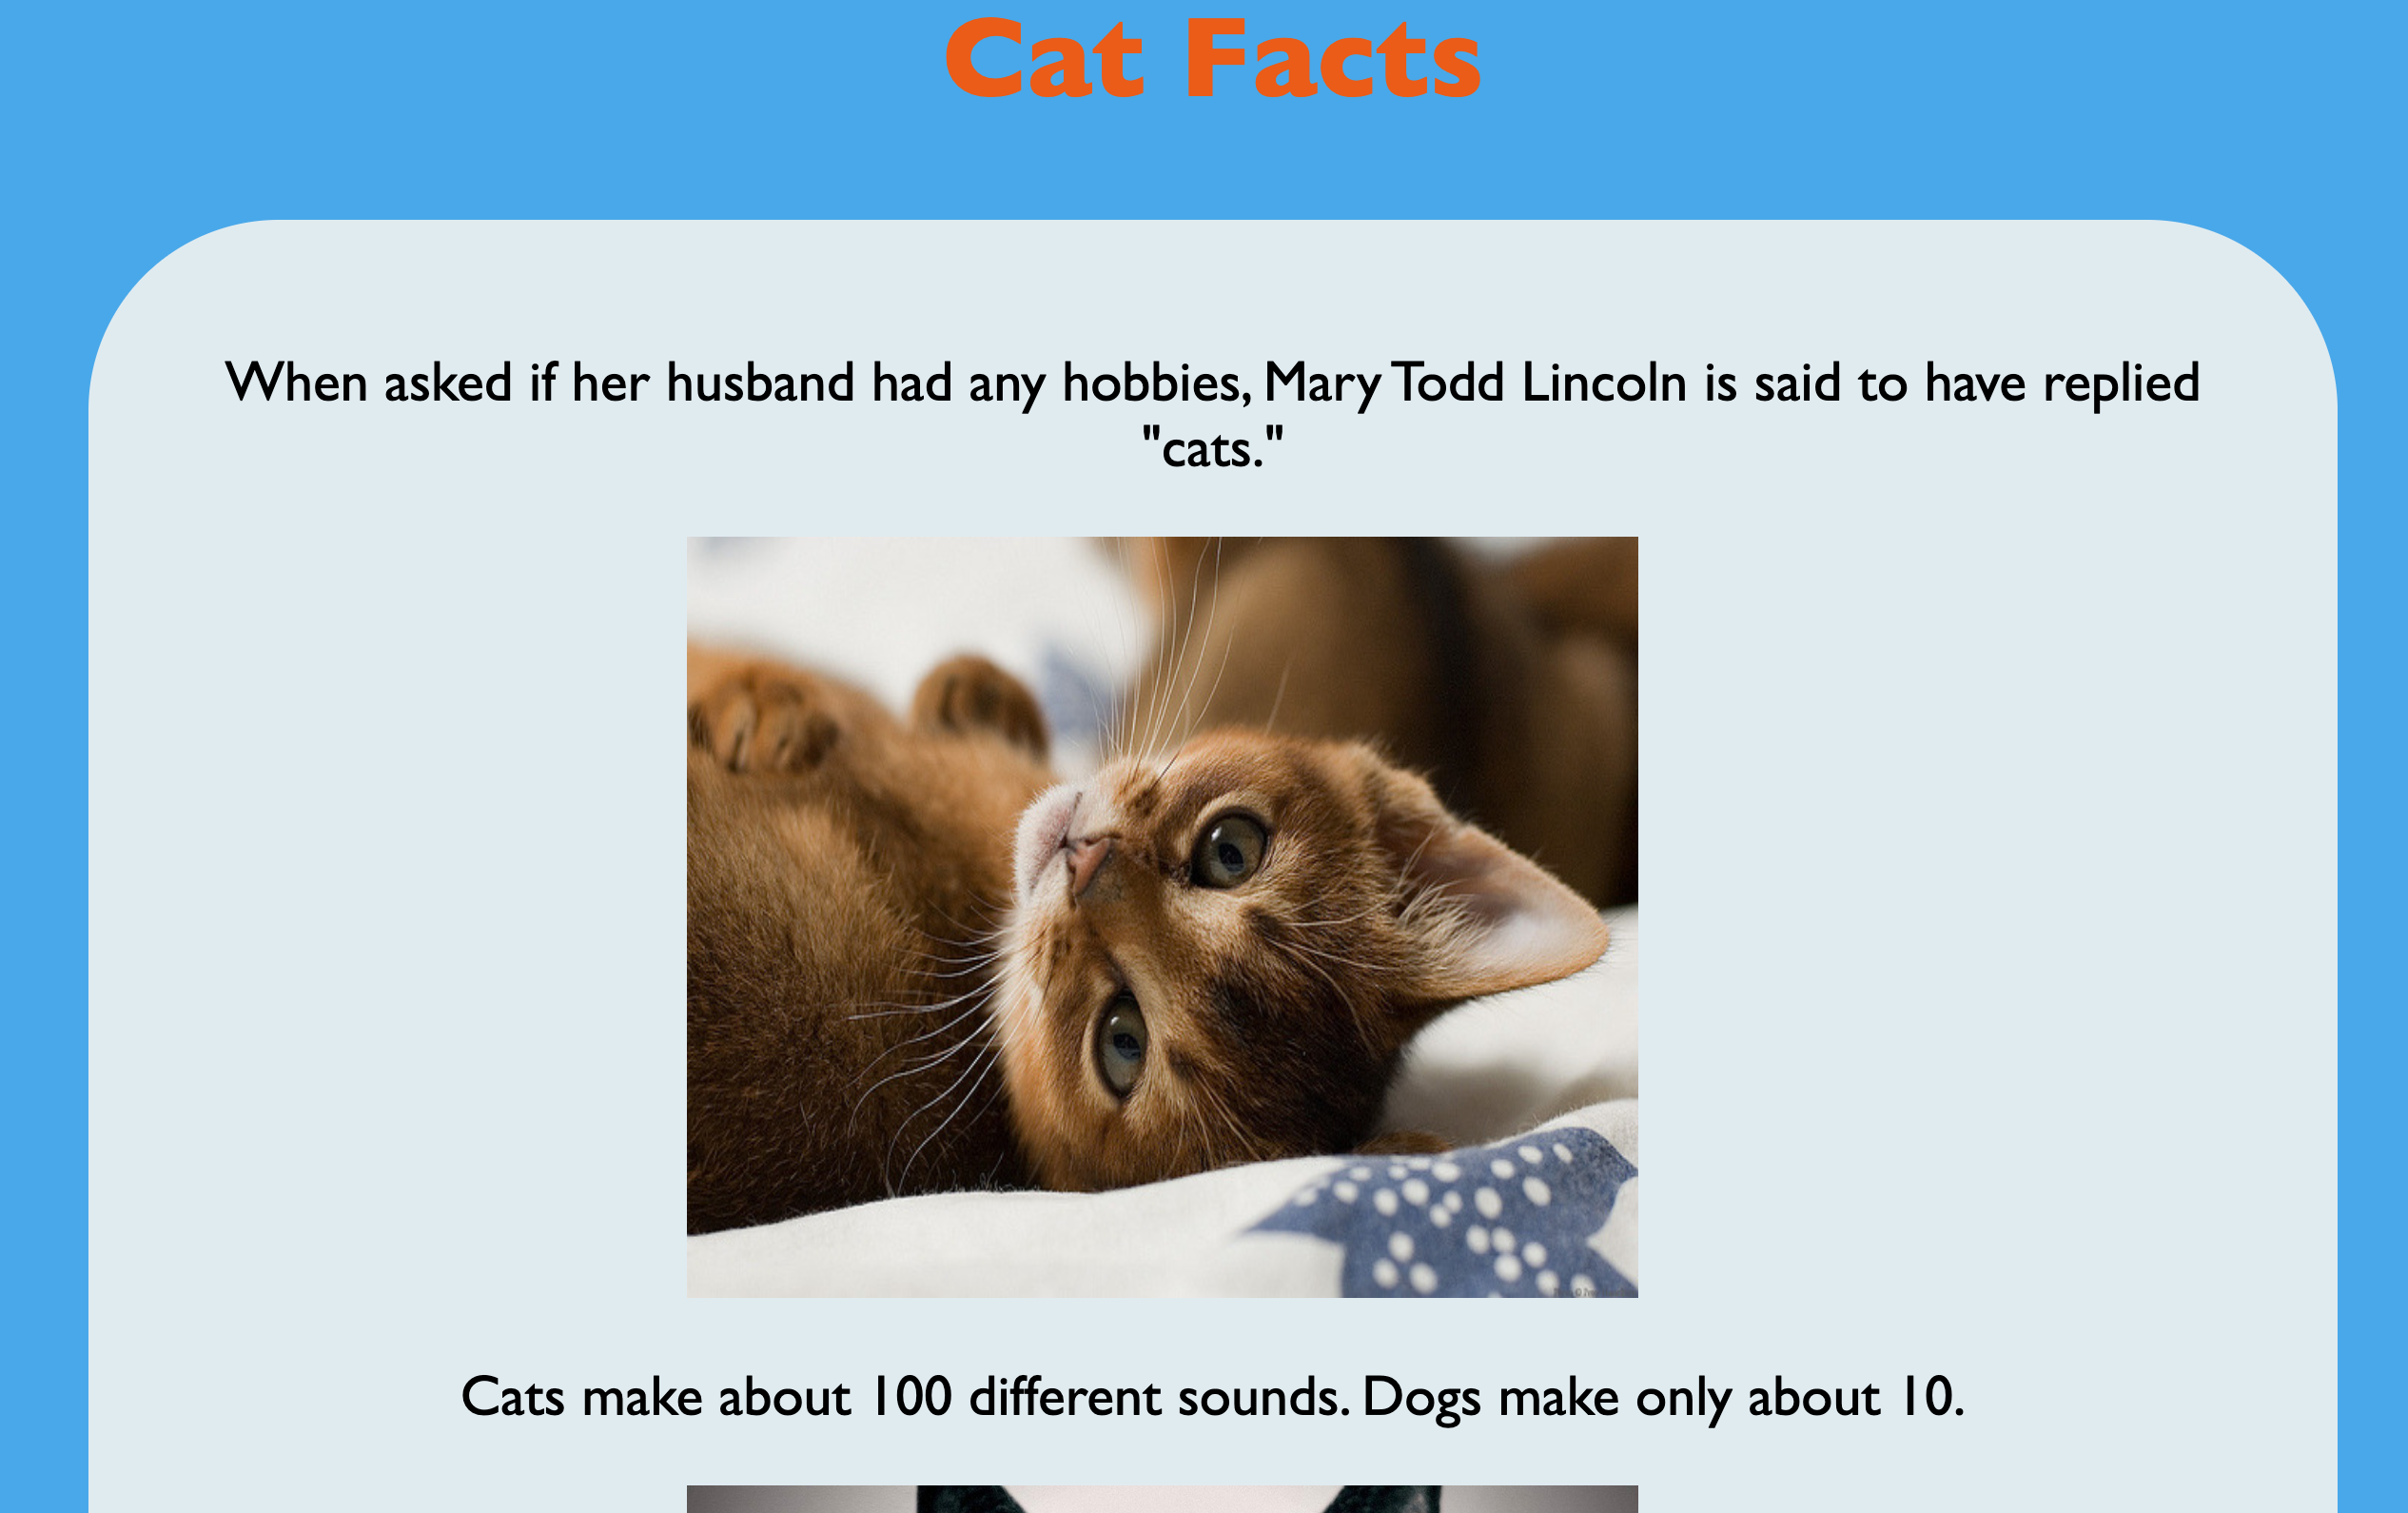 Cat Facts
When asked if her husband had any hobbies, Mary Todd Lincoln is said to have replied
"cats."
Cats make about 100 different sounds. Dogs make only about 10.